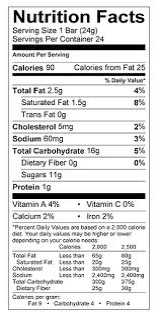 Nutrition Facts
Serving Size 1 Bar (24g)
Servings Per Container 24
Amount Per Serving
Calories 90 Calories from Fat 25
% Daily Value*
Total Fat 2.5g 4%
Saturated Fat 1.5g 8%
Trans Fat 0g
Cholesterol 5mg 2%
Sodium 60mg 3%
Total Carbohydrate 16g 5%
Dietary Fiber 0g 0%
Sugars 11g
Protein 1g
Vitamin A 4% • Vitamin C 0%
Calcium 2% • Iron 2%
*Percent Daily Values are based on a 2,000 calorie
diet. Your daily values may be higher or lower
depending on your calorie needs:
Calories: 2,000 2,500
Total Fat Less than 65g 80g
Saturated Fat Less than 20g 25g
Cholesterol Less than 300mg 300mg
Sodium Less than 2,400mg 2,400mg
Total Carbohydrate 300g 375g
Dietary Fiber 25g 30g
Calories per gram:
Fat 9 • Carbohydrate 4 • Protein 4